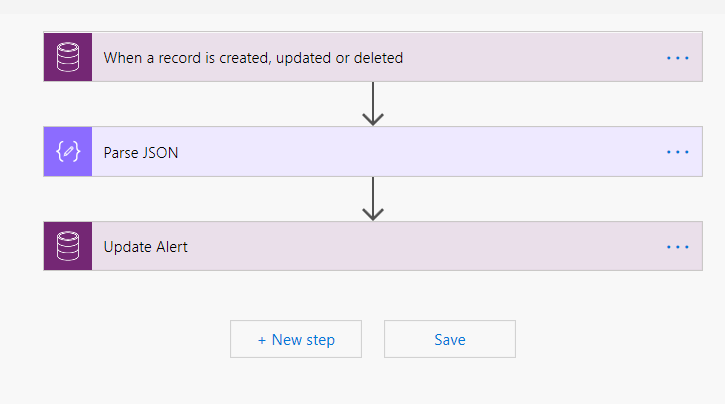 When a record is created, updated or deleted
Parse JSON
Update Alert
+ New step
Save